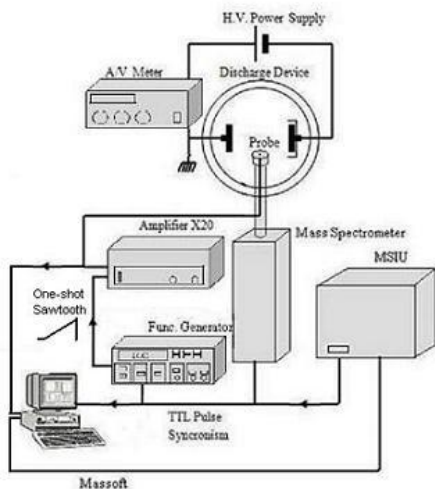 H.V. Power Supply
A/V. Meter
Discharge Device
Probe
Amplifier X20
Mass Spectrometer
MSIU
One-shot
Sawtooth
Func. Generator
TTL Pulse
Syncronism
Massoft